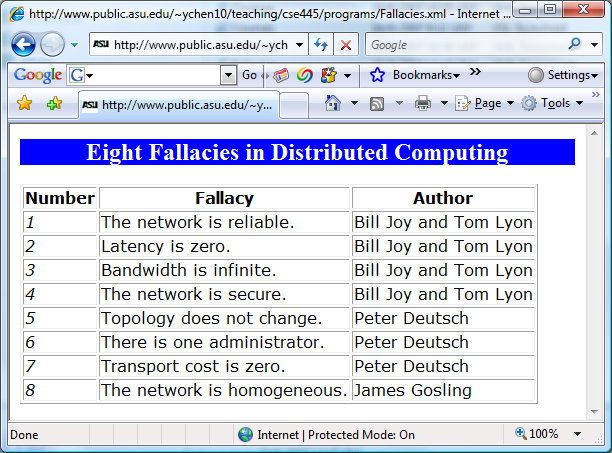 http://www.public.asu.edu/~ychen10/teaching/cse445/programs/Fallacies.xml - Internet ...
ASU http://www.public.asu.edu/~ych Google
Google G Go Bookmarks Settings
ASU http://www.public.asu.edu/~y... Page Tools
Eight Fallacies in Distributed Computing
Number Fallacy Author
1 The network is reliable. Bill Joy and Tom Lyon
2 Latency is zero. Bill Joy and Tom Lyon
3 Bandwidth is infinite. Bill Joy and Tom Lyon
4 The network is secure. Bill Joy and Tom Lyon
5 Topology does not change. Peter Deutsch
6 There is one administrator. Peter Deutsch
7 Transport cost is zero. Peter Deutsch
8 The network is homogeneous. James Gosling
Done Internet | Protected Mode: On 100%